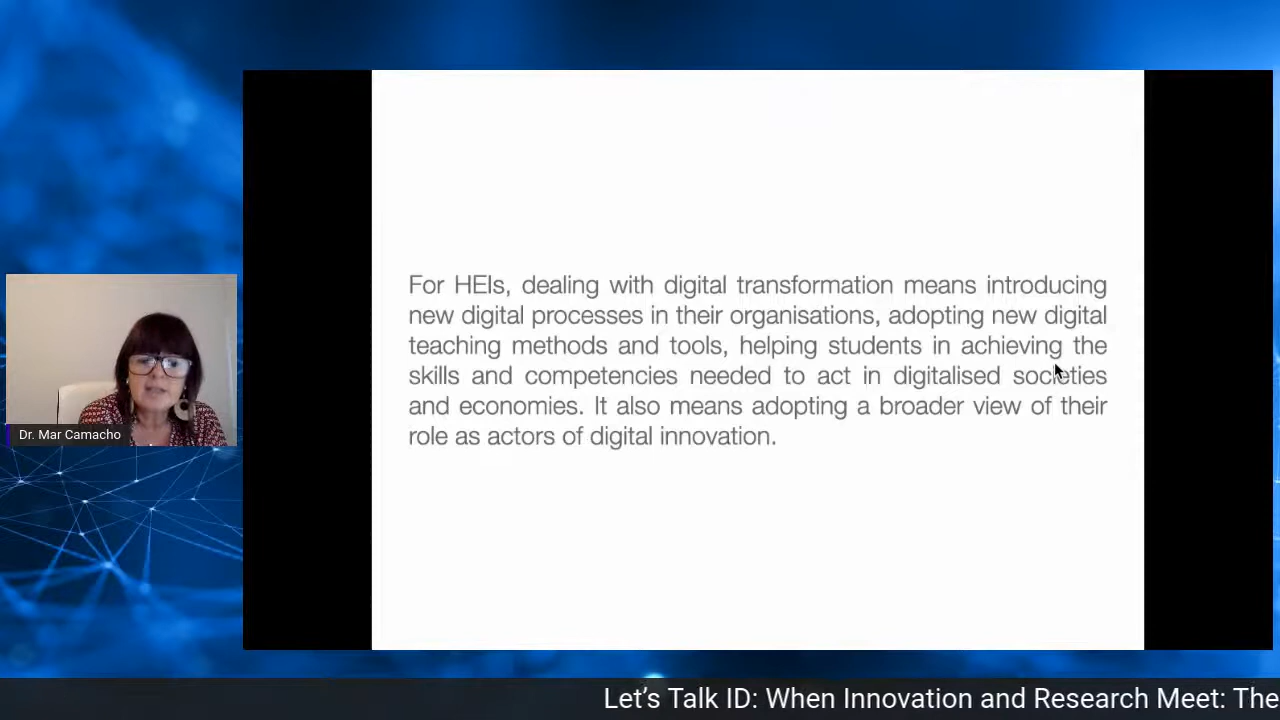 For HEIs, dealing with digital transformation means introducing
new digital processes in their organisations, adopting new digital
teaching methods and tools, helping students in achieving the
skills and competencies needed to act in digitalised societies
and economies. It also means adopting a broader view of their
role as actors of digital innovation.
Dr. Mar Camacho
Let’s Talk ID: When Innovation and Research Meet: The